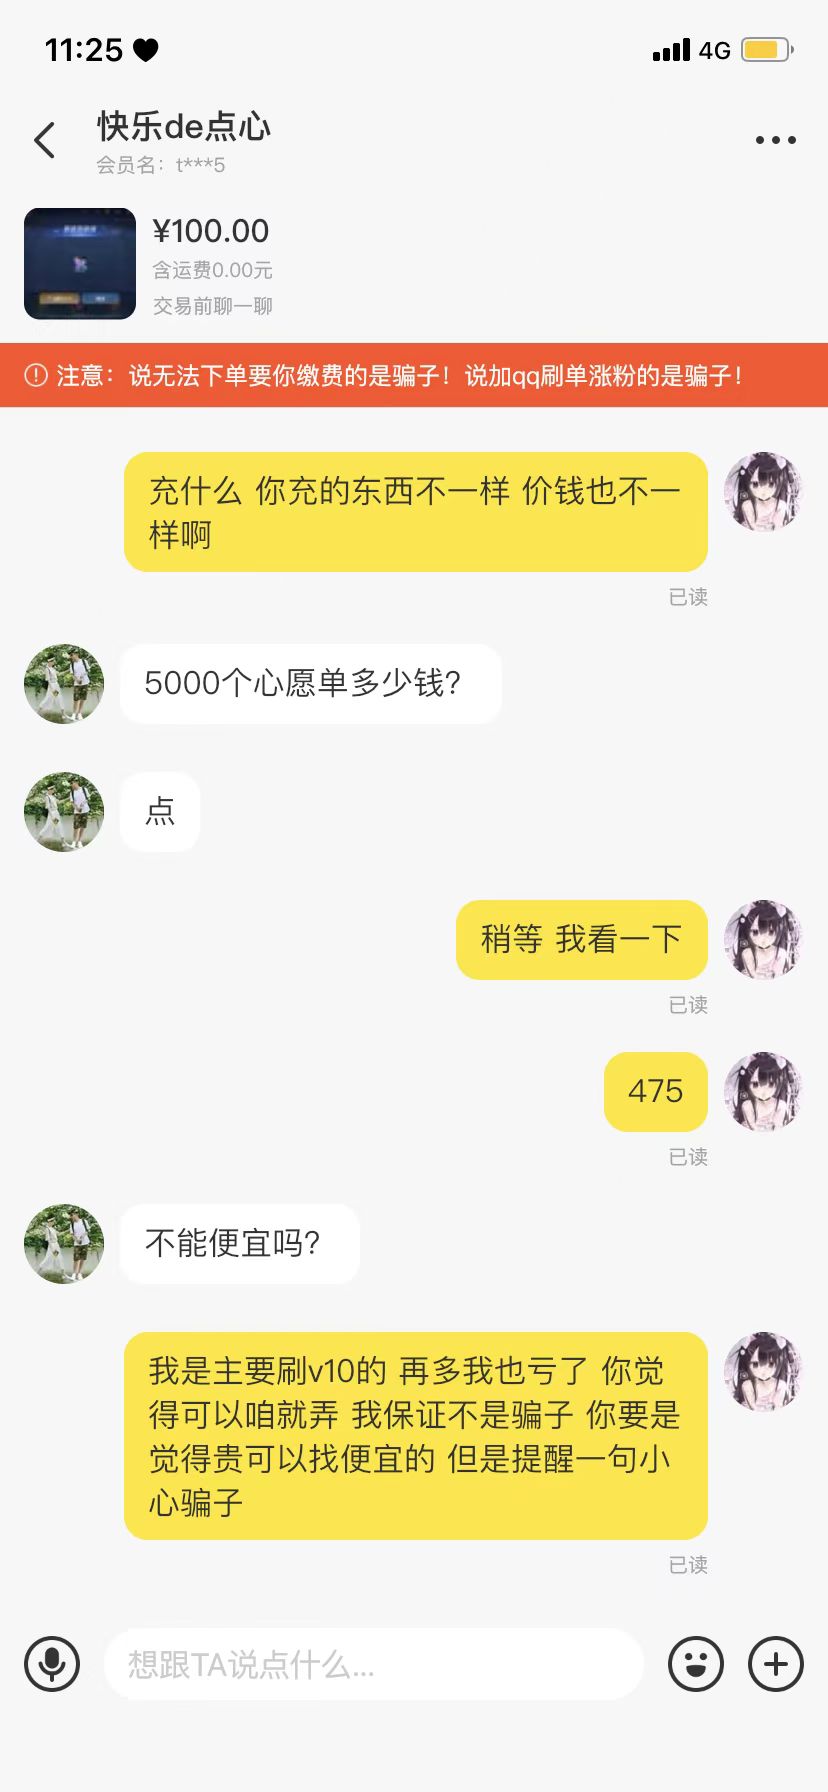 11:25
4G
快乐de点心
会员名：t***5
¥100.00
含运费0.00元
交易前聊一聊
注意：说无法下单要你缴费的是骗子！说加qq刷单涨粉的是骗子！
充什么 你充的东西不一样 价钱也不一
样啊
已读
5000个心愿单多少钱？
点
稍等 我看一下
已读
475
已读
不能便宜吗？
我是主要刷v10的 再多我也亏了 你觉
得可以咱就弄 我保证不是骗子 你要是
觉得贵可以找便宜的 但是提醒一句小
心骗子
已读
想跟TA说点什么...